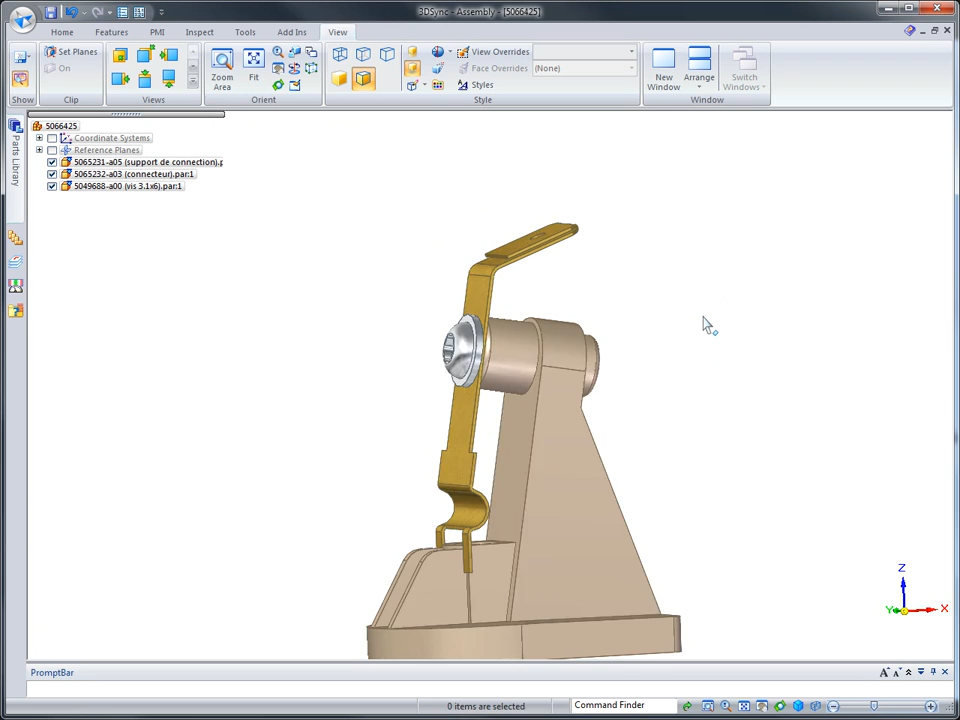 3DSync - Assembly - [5066425]
Home Features PMI Inspect Tools Add Ins View
Set Planes
On
Show Clip
Views
Zoom Area
Fit
Orient
View Overrides
Face Overrides (None)
Styles
Style
New Window
Arrange
Switch Windows
Window
Parts Library
5066425
Coordinate Systems
Reference Planes
5065231-a05 (support de connection).p
5065232-a03 (connecteur).par:1
5049688-a00 (vis 3.1x6).par:1
Z
Y
X
PromptBar
A A
0 items are selected
Command Finder